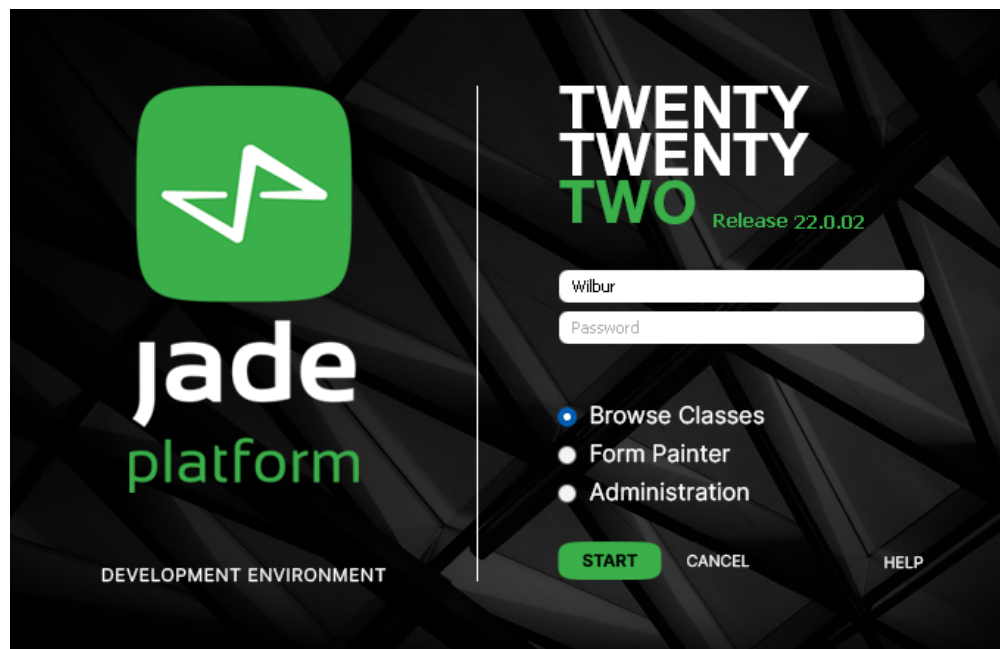 jade
platform
DEVELOPMENT ENVIRONMENT
TWENTY
TWENTY
TWO Release 22.0.02
Wilbur
Password
Browse Classes
Form Painter
Administration
START CANCEL HELP